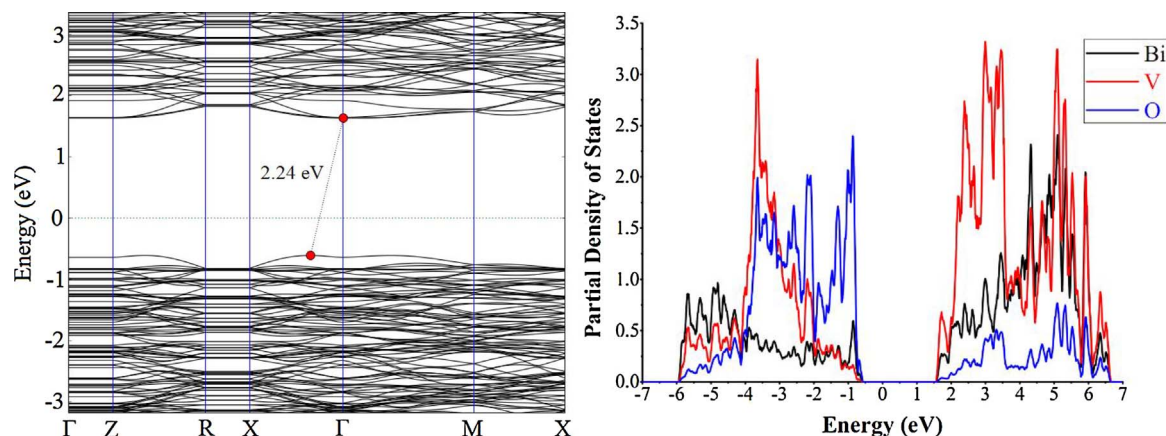 3
2
1
0
-1
-2
-3
Energy (eV)
2.24 eV
Γ Z R X Γ M X
3.5
3.0
2.5
2.0
1.5
1.0
0.5
0.0
Partial Density of States
Bi
V
O
-7 -6 -5 -4 -3 -2 -1 0 1 2 3 4 5 6 7
Energy (eV)